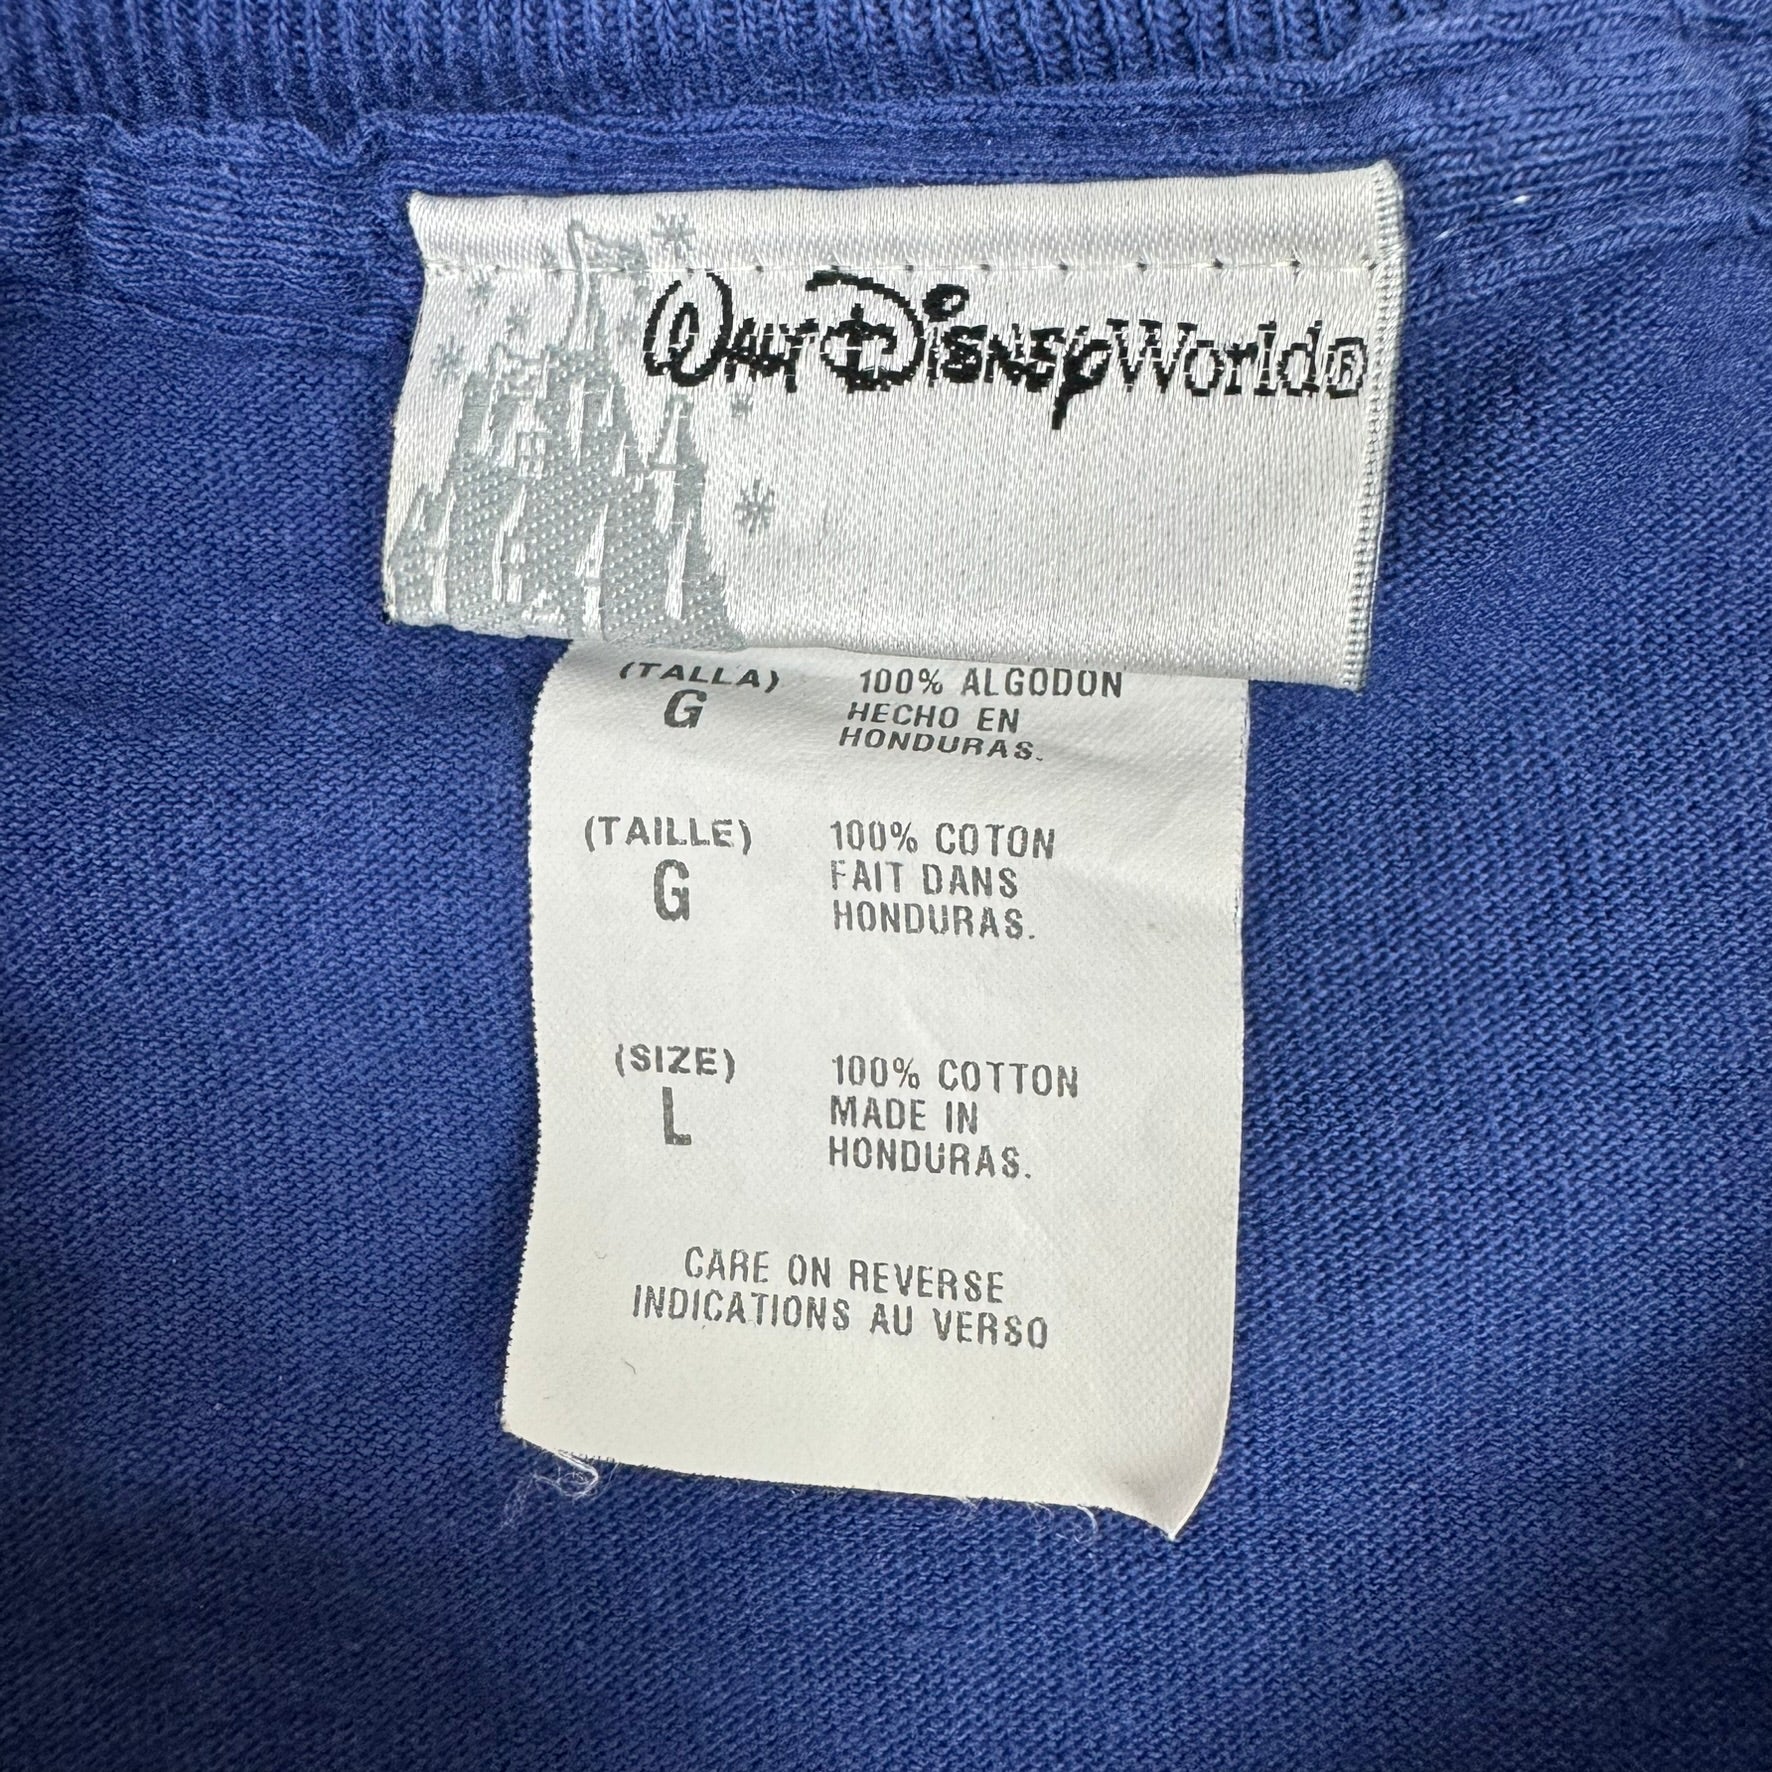 Walt Disney World®
(TALLA) 100% ALGODON
G HECHO EN
HONDURAS.
(TAILLE) 100% COTON
G FAIT DANS
HONDURAS.
(SIZE) 100% COTTON
L MADE IN
HONDURAS.
CARE ON REVERSE
INDICATIONS AU VERSO